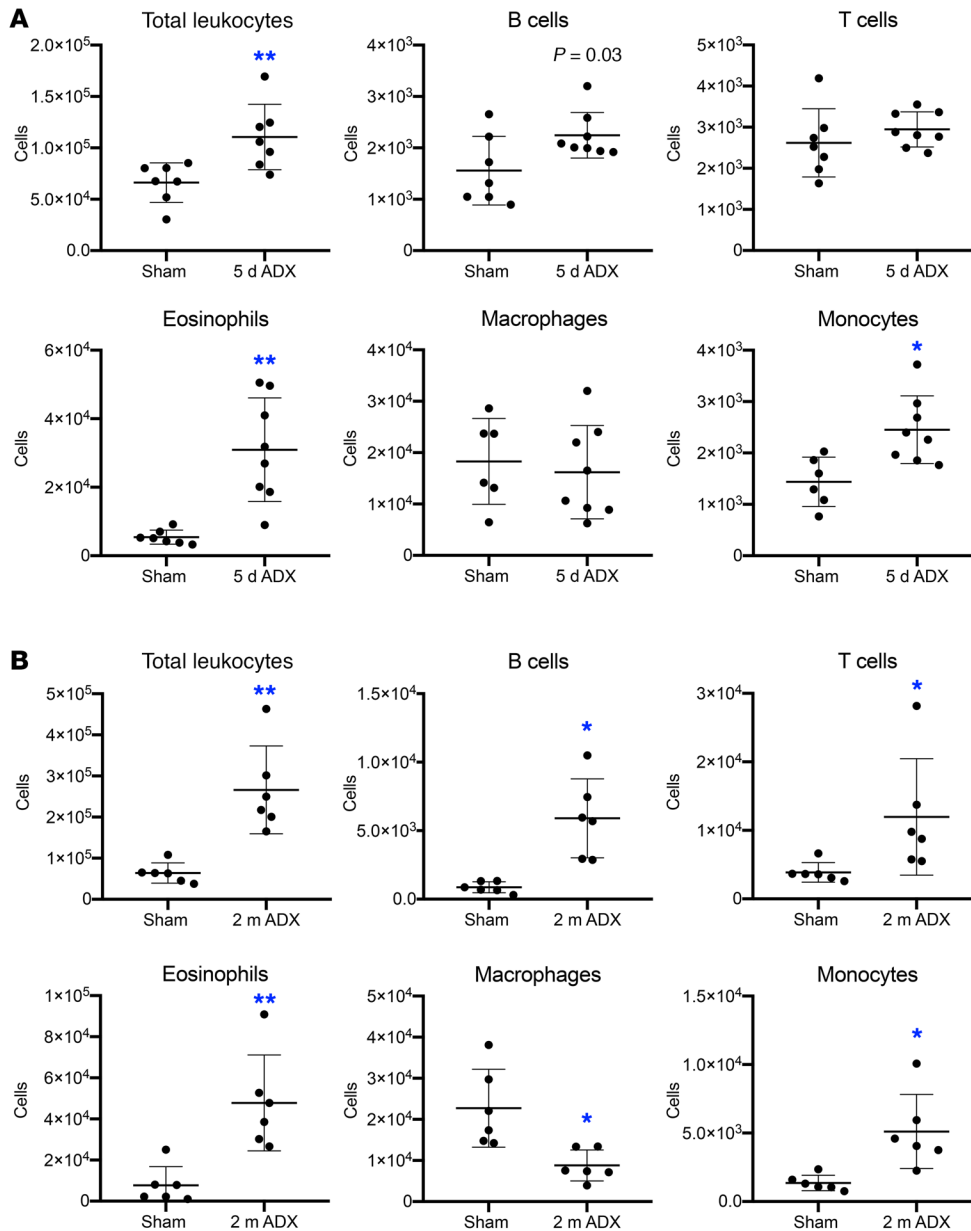 A
Total leukocytes
B cells
T cells
2.0×10⁵
1.5×10⁵
1.0×10⁵
5.0×10⁴
0.0
Cells
**
Sham
5 d ADX
4×10³
3×10³
2×10³
1×10³
0
Cells
P = 0.03
Sham
5 d ADX
5×10³
4×10³
3×10³
2×10³
1×10³
0
Cells
Sham
5 d ADX
Eosinophils
Macrophages
Monocytes
6×10⁴
4×10⁴
2×10⁴
0
Cells
**
Sham
5 d ADX
4×10⁴
3×10⁴
2×10⁴
1×10⁴
0
Cells
Sham
5 d ADX
4×10³
3×10³
2×10³
1×10³
0
Cells
*
Sham
5 d ADX
B
Total leukocytes
B cells
T cells
5×10⁵
4×10⁵
3×10⁵
2×10⁵
1×10⁵
0
Cells
**
Sham
2 m ADX
1.5×10⁴
1.0×10⁴
5.0×10³
0.0
Cells
*
Sham
2 m ADX
3×10⁴
2×10⁴
1×10⁴
0
Cells
*
Sham
2 m ADX
Eosinophils
Macrophages
Monocytes
1×10⁵
8×10⁴
6×10⁴
4×10⁴
2×10⁴
0
Cells
**
Sham
2 m ADX
5×10⁴
4×10⁴
3×10⁴
2×10⁴
1×10⁴
0
Cells
*
Sham
2 m ADX
1.5×10⁴
1.0×10⁴
5.0×10³
0.0
Cells
*
Sham
2 m ADX